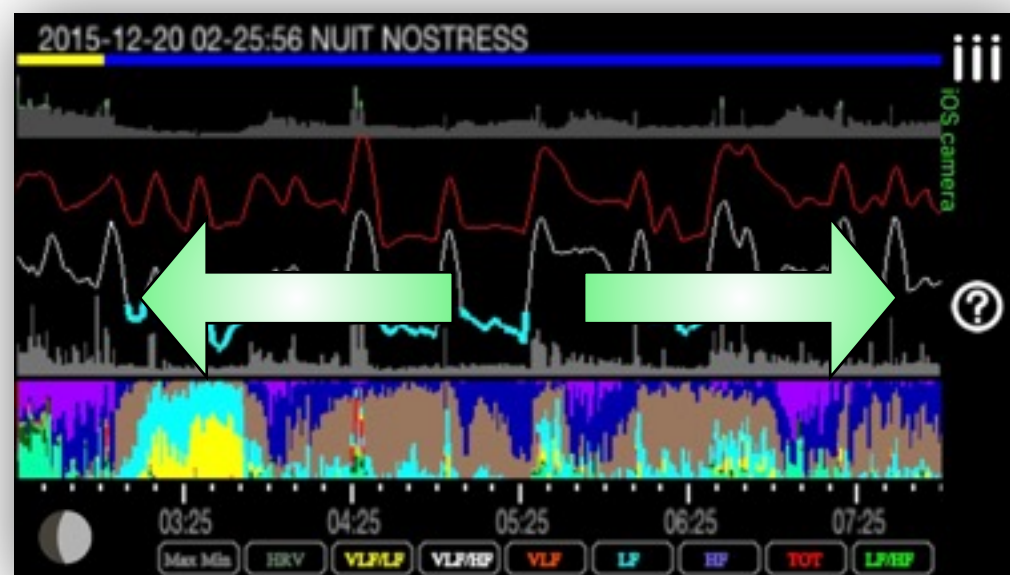 2015-12-20 02-25-56 NUIT NOSTRESS
iii
iOS camera
?
03:25 04:25 05:25 06:25 07:25
Max Min HRV VLF/LF VLF/HF VLF LF HF TOT LF/HF